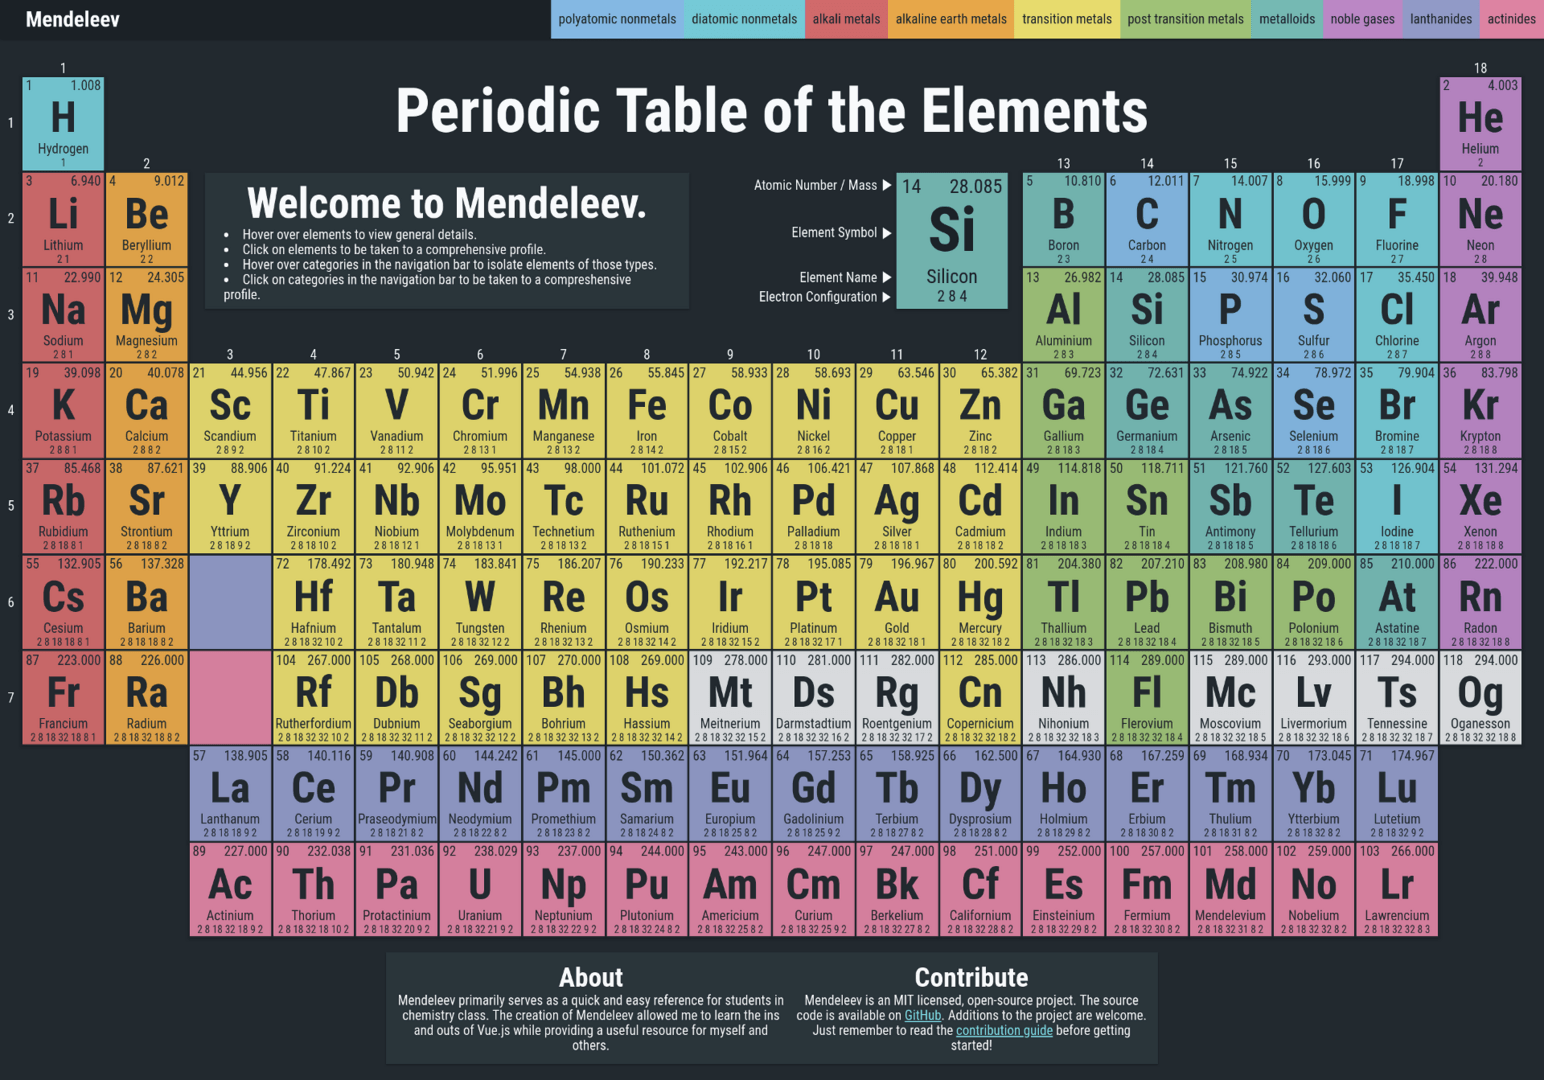 Mendeleev polyatomic nonmetals diatomic nonmetals alkali metals alkaline earth metals transition metals post transition metals metalloids noble gases lanthanides actinides
1 18
1 1.008 2 4.003
Periodic Table of the Elements
1 H He
Hydrogen Helium
1 2
2 13 14 15 16 17
3 6.940 4 9.012 5 10.810 6 12.011 7 14.007 8 15.999 9 18.998 10 20.180
2 Li Be B C N O F Ne
Lithium Beryllium Boron Carbon Nitrogen Oxygen Fluorine Neon
2 1 2 2 2 3 2 4 2 5 2 6 2 7 2 8
Welcome to Mendeleev.
• Hover over elements to view general details.
• Click on elements to be taken to a comprehensive profile.
• Hover over categories in the navigation bar to isolate elements of those types.
• Click on categories in the navigation bar to be taken to a compreshensive
profile.
Atomic Number / Mass ▶ 14 28.085
Element Symbol ▶ Si
Element Name ▶ Silicon
Electron Configuration ▶ 2 8 4
11 22.990 12 24.305 13 26.982 14 28.085 15 30.974 16 32.060 17 35.450 18 39.948
3 Na Mg Al Si P S Cl Ar
Sodium Magnesium Aluminium Silicon Phosphorus Sulfur Chlorine Argon
2 8 1 2 8 2 2 8 3 2 8 4 2 8 5 2 8 6 2 8 7 2 8 8
3 4 5 6 7 8 9 10 11 12
19 39.098 20 40.078 21 44.956 22 47.867 23 50.942 24 51.996 25 54.938 26 55.845 27 58.933 28 58.693 29 63.546 30 65.382 31 69.723 32 72.631 33 74.922 34 78.972 35 79.904 36 83.798
4 K Ca Sc Ti V Cr Mn Fe Co Ni Cu Zn Ga Ge As Se Br Kr
Potassium Calcium Scandium Titanium Vanadium Chromium Manganese Iron Cobalt Nickel Copper Zinc Gallium Germanium Arsenic Selenium Bromine Krypton
2 8 8 1 2 8 8 2 2 8 9 2 2 8 10 2 2 8 11 2 2 8 13 1 2 8 13 2 2 8 14 2 2 8 15 2 2 8 16 2 2 8 18 1 2 8 18 2 2 8 18 3 2 8 18 4 2 8 18 5 2 8 18 6 2 8 18 7 2 8 18 8
37 85.468 38 87.621 39 88.906 40 91.224 41 92.906 42 95.951 43 98.000 44 101.072 45 102.906 46 106.421 47 107.868 48 112.414 49 114.818 50 118.711 51 121.760 52 127.603 53 126.904 54 131.294
5 Rb Sr Y Zr Nb Mo Tc Ru Rh Pd Ag Cd In Sn Sb Te I Xe
Rubidium Strontium Yttrium Zirconium Niobium Molybdenum Technetium Ruthenium Rhodium Palladium Silver Cadmium Indium Tin Antimony Tellurium Iodine Xenon
2 8 18 8 1 2 8 18 8 2 2 8 18 9 2 2 8 18 10 2 2 8 18 12 1 2 8 18 13 1 2 8 18 13 2 2 8 18 15 1 2 8 18 16 1 2 8 18 18 2 8 18 18 1 2 8 18 18 2 2 8 18 18 3 2 8 18 18 4 2 8 18 18 5 2 8 18 18 6 2 8 18 18 7 2 8 18 18 8
55 132.905 56 137.328 72 178.492 73 180.948 74 183.841 75 186.207 76 190.233 77 192.217 78 195.085 79 196.967 80 200.592 81 204.380 82 207.210 83 208.980 84 209.000 85 210.000 86 222.000
6 Cs Ba Hf Ta W Re Os Ir Pt Au Hg Tl Pb Bi Po At Rn
Cesium Barium Hafnium Tantalum Tungsten Rhenium Osmium Iridium Platinum Gold Mercury Thallium Lead Bismuth Polonium Astatine Radon
2 8 18 18 8 1 2 8 18 18 8 2 2 8 18 32 10 2 2 8 18 32 11 2 2 8 18 32 12 2 2 8 18 32 13 2 2 8 18 32 14 2 2 8 18 32 15 2 2 8 18 32 17 1 2 8 18 32 18 1 2 8 18 32 18 2 2 8 18 32 18 3 2 8 18 32 18 4 2 8 18 32 18 5 2 8 18 32 18 6 2 8 18 32 18 7 2 8 18 32 18 8
87 223.000 88 226.000 104 267.000 105 268.000 106 269.000 107 270.000 108 269.000 109 278.000 110 281.000 111 282.000 112 285.000 113 286.000 114 289.000 115 289.000 116 293.000 117 294.000 118 294.000
7 Fr Ra Rf Db Sg Bh Hs Mt Ds Rg Cn Nh Fl Mc Lv Ts Og
Francium Radium Rutherfordium Dubnium Seaborgium Bohrium Hassium Meitnerium Darmstadtium Roentgenium Copernicium Nihonium Flerovium Moscovium Livermorium Tennessine Oganesson
2 8 18 32 18 8 1 2 8 18 32 18 8 2 2 8 18 32 32 10 2 2 8 18 32 32 11 2 2 8 18 32 32 12 2 2 8 18 32 32 13 2 2 8 18 32 32 14 2 2 8 18 32 32 15 2 2 8 18 32 32 16 2 2 8 18 32 32 17 2 2 8 18 32 32 18 2 2 8 18 32 32 18 3 2 8 18 32 32 18 4 2 8 18 32 32 18 5 2 8 18 32 32 18 6 2 8 18 32 32 18 7 2 8 18 32 32 18 8
57 138.905 58 140.116 59 140.908 60 144.242 61 145.000 62 150.362 63 151.964 64 157.253 65 158.925 66 162.500 67 164.930 68 167.259 69 168.934 70 173.045 71 174.967
La Ce Pr Nd Pm Sm Eu Gd Tb Dy Ho Er Tm Yb Lu
Lanthanum Cerium Praseodymium Neodymium Promethium Samarium Europium Gadolinium Terbium Dysprosium Holmium Erbium Thulium Ytterbium Lutetium
2 8 18 18 9 2 2 8 18 19 9 2 2 8 18 21 8 2 2 8 18 22 8 2 2 8 18 23 8 2 2 8 18 24 8 2 2 8 18 25 8 2 2 8 18 25 9 2 2 8 18 27 8 2 2 8 18 28 8 2 2 8 18 29 8 2 2 8 18 30 8 2 2 8 18 31 8 2 2 8 18 32 8 2 2 8 18 32 9 2
89 227.000 90 232.038 91 231.036 92 238.029 93 237.000 94 244.000 95 243.000 96 247.000 97 247.000 98 251.000 99 252.000 100 257.000 101 258.000 102 259.000 103 266.000
Ac Th Pa U Np Pu Am Cm Bk Cf Es Fm Md No Lr
Actinium Thorium Protactinium Uranium Neptunium Plutonium Americium Curium Berkelium Californium Einsteinium Fermium Mendelevium Nobelium Lawrencium
2 8 18 32 18 9 2 2 8 18 32 18 10 2 2 8 18 32 20 9 2 2 8 18 32 21 9 2 2 8 18 32 22 9 2 2 8 18 32 24 8 2 2 8 18 32 25 8 2 2 8 18 32 25 9 2 2 8 18 32 27 8 2 2 8 18 32 28 8 2 2 8 18 32 29 8 2 2 8 18 32 30 8 2 2 8 18 32 31 8 2 2 8 18 32 32 8 2 2 8 18 32 32 8 3
About
Mendeleev primarily serves as a quick and easy reference for students in
chemistry class. The creation of Mendeleev allowed me to learn the ins
and outs of Vue.js while providing a useful resource for myself and
others.
Contribute
Mendeleev is an MIT licensed, open-source project. The source
code is available on GitHub. Additions to the project are welcome.
Just remember to read the contribution guide before getting
started!